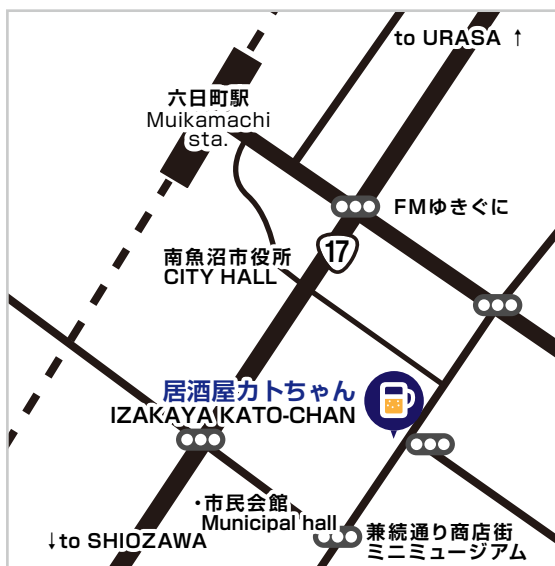 to URASA ↑
六日町駅
Muikamachi
sta.
FMゆきぐに
南魚沼市役所
CITY HALL
17
居酒屋カトちゃん
IZAKAYA KATO-CHAN
・市民会館
Municipal hall
↓to SHIOZAWA
兼続通り商店街
ミニミュージアム